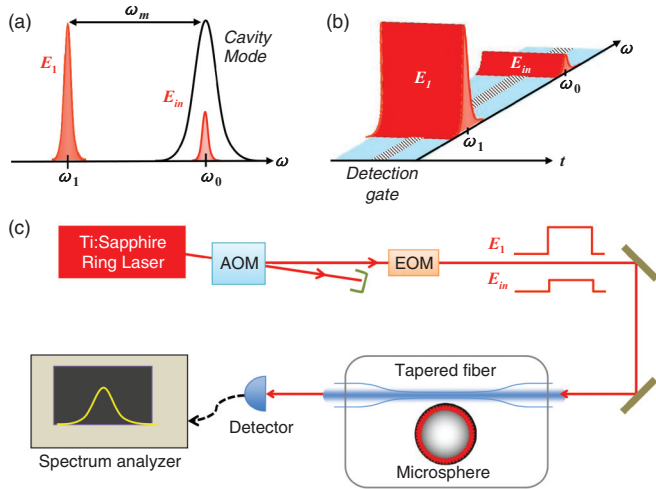 (a)
ω_m
Cavity
Mode
E_1
E_in
ω_1
ω_0
ω
(b)
ω
E_1
E_in
ω_0
ω_1
Detection
gate
t
(c)
Ti:Sapphire
Ring Laser
AOM
EOM
E_1
E_in
Tapered fiber
Detector
Microsphere
Spectrum analyzer